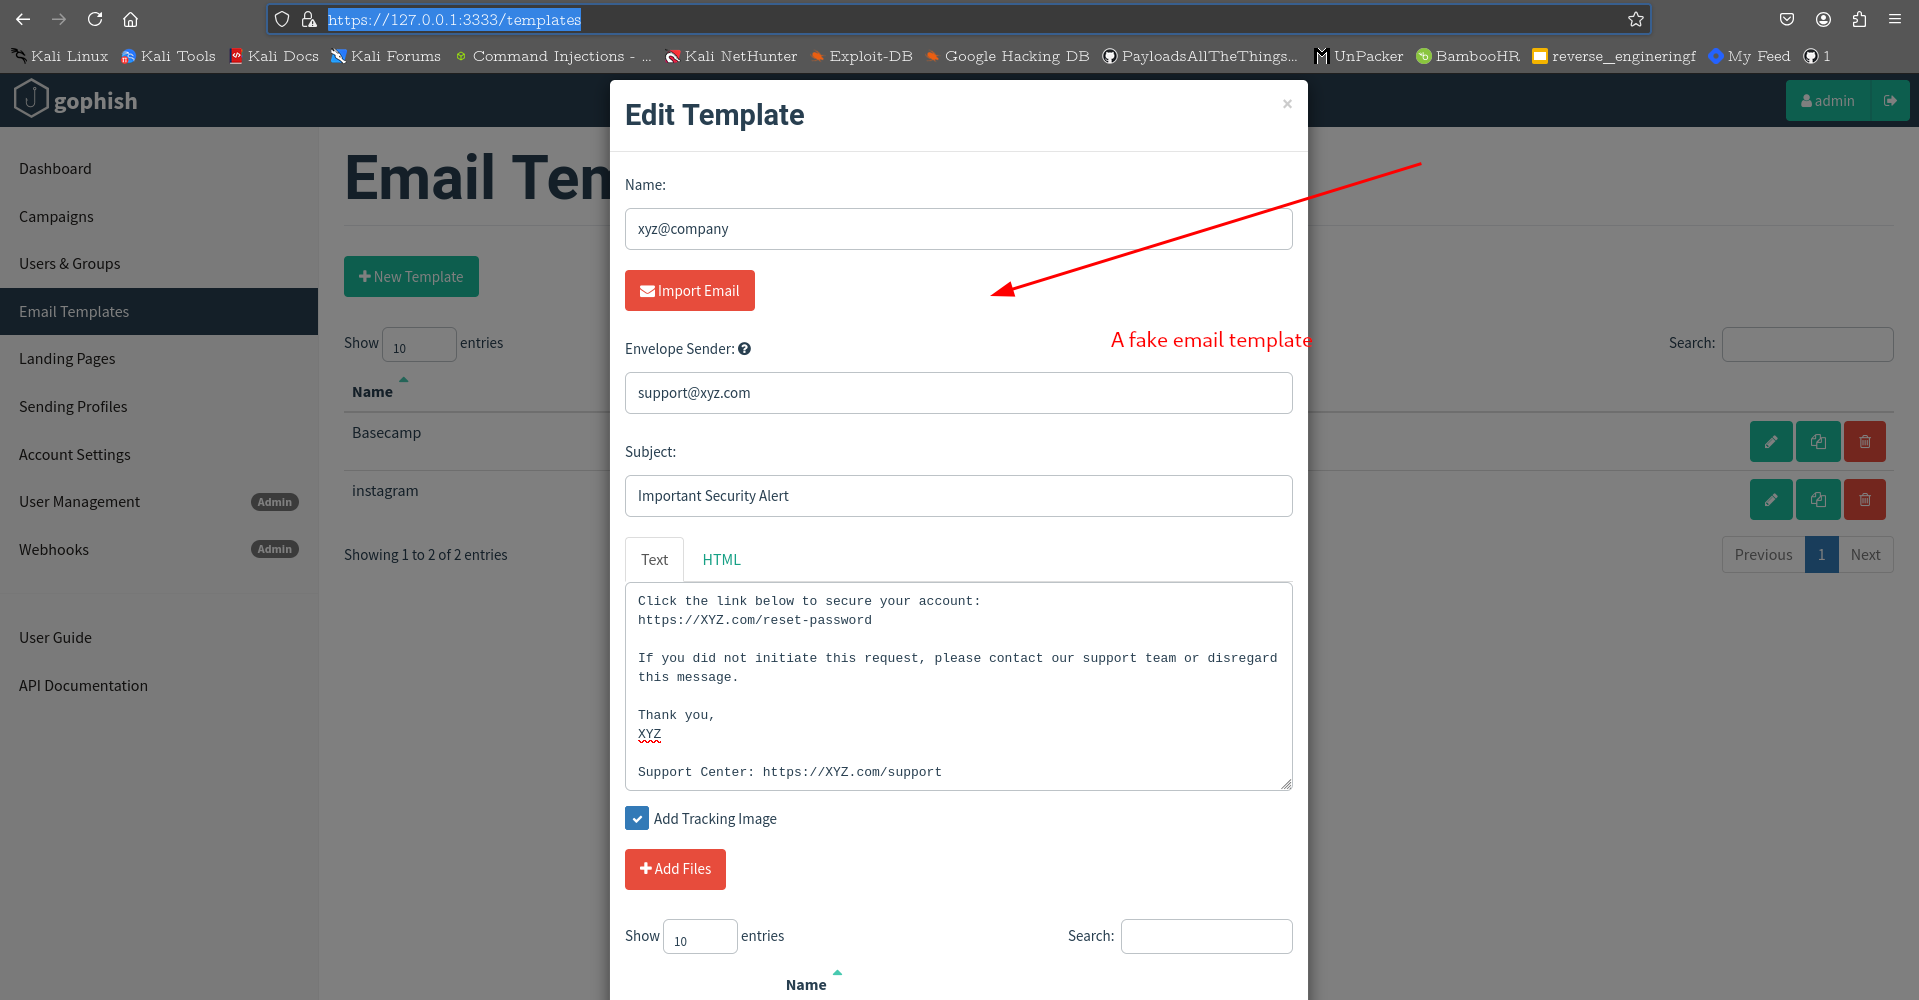 https://127.0.0.1:3333/templates
Kali Linux Kali Tools Kali Docs Kali Forums Command Injections - ... Kali NetHunter Exploit-DB Google Hacking DB PayloadsAllTheThings... UnPacker BambooHR reverse_engineringf My Feed 1
gophish
admin
Dashboard
Campaigns
Users & Groups
Email Templates
Landing Pages
Sending Profiles
Account Settings
User Management Admin
Webhooks Admin
User Guide
API Documentation
Email Tem
New Template
Show 10 entries
Search:
Name
Basecamp
instagram
Showing 1 to 2 of 2 entries
Previous 1 Next
Edit Template ×
Name:
xyz@company
Import Email
A fake email template
Envelope Sender:
support@xyz.com
Subject:
Important Security Alert
Text HTML
Click the link below to secure your account:
https://XYZ.com/reset-password
If you did not initiate this request, please contact our support team or disregard
this message.
Thank you,
XYZ
Support Center: https://XYZ.com/support
Add Tracking Image
Add Files
Show 10 entries
Search:
Name